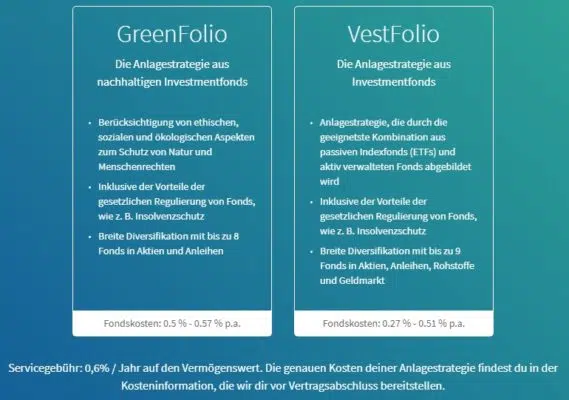 GreenFolio
Die Anlagestrategie aus
nachhaltigen Investmentfonds
• Berücksichtigung von ethischen,
sozialen und ökologischen Aspekten
zum Schutz von Natur und
Menschenrechten
• Inklusive der Vorteile der
gesetzlichen Regulierung von Fonds,
wie z. B. Insolvenzschutz
• Breite Diversifikation mit bis zu 8
Fonds in Aktien und Anleihen
Fondskosten: 0.5 % - 0.57 % p.a.
VestFolio
Die Anlagestrategie aus
Investmentfonds
• Anlagestrategie, die durch die
geeignetste Kombination aus
passiven Indexfonds (ETFs) und
aktiv verwalteten Fonds abgebildet
wird
• Inklusive der Vorteile der
gesetzlichen Regulierung von Fonds,
wie z. B. Insolvenzschutz
• Breite Diversifikation mit bis zu 9
Fonds in Aktien, Anleihen, Rohstoffe
und Geldmarkt
Fondskosten: 0.27 % - 0.51 % p.a.
Servicegebühr: 0,6% / Jahr auf den Vermögenswert. Die genauen Kosten deiner Anlagestrategie findest du in der
Kosteninformation, die wir dir vor Vertragsabschluss bereitstellen.